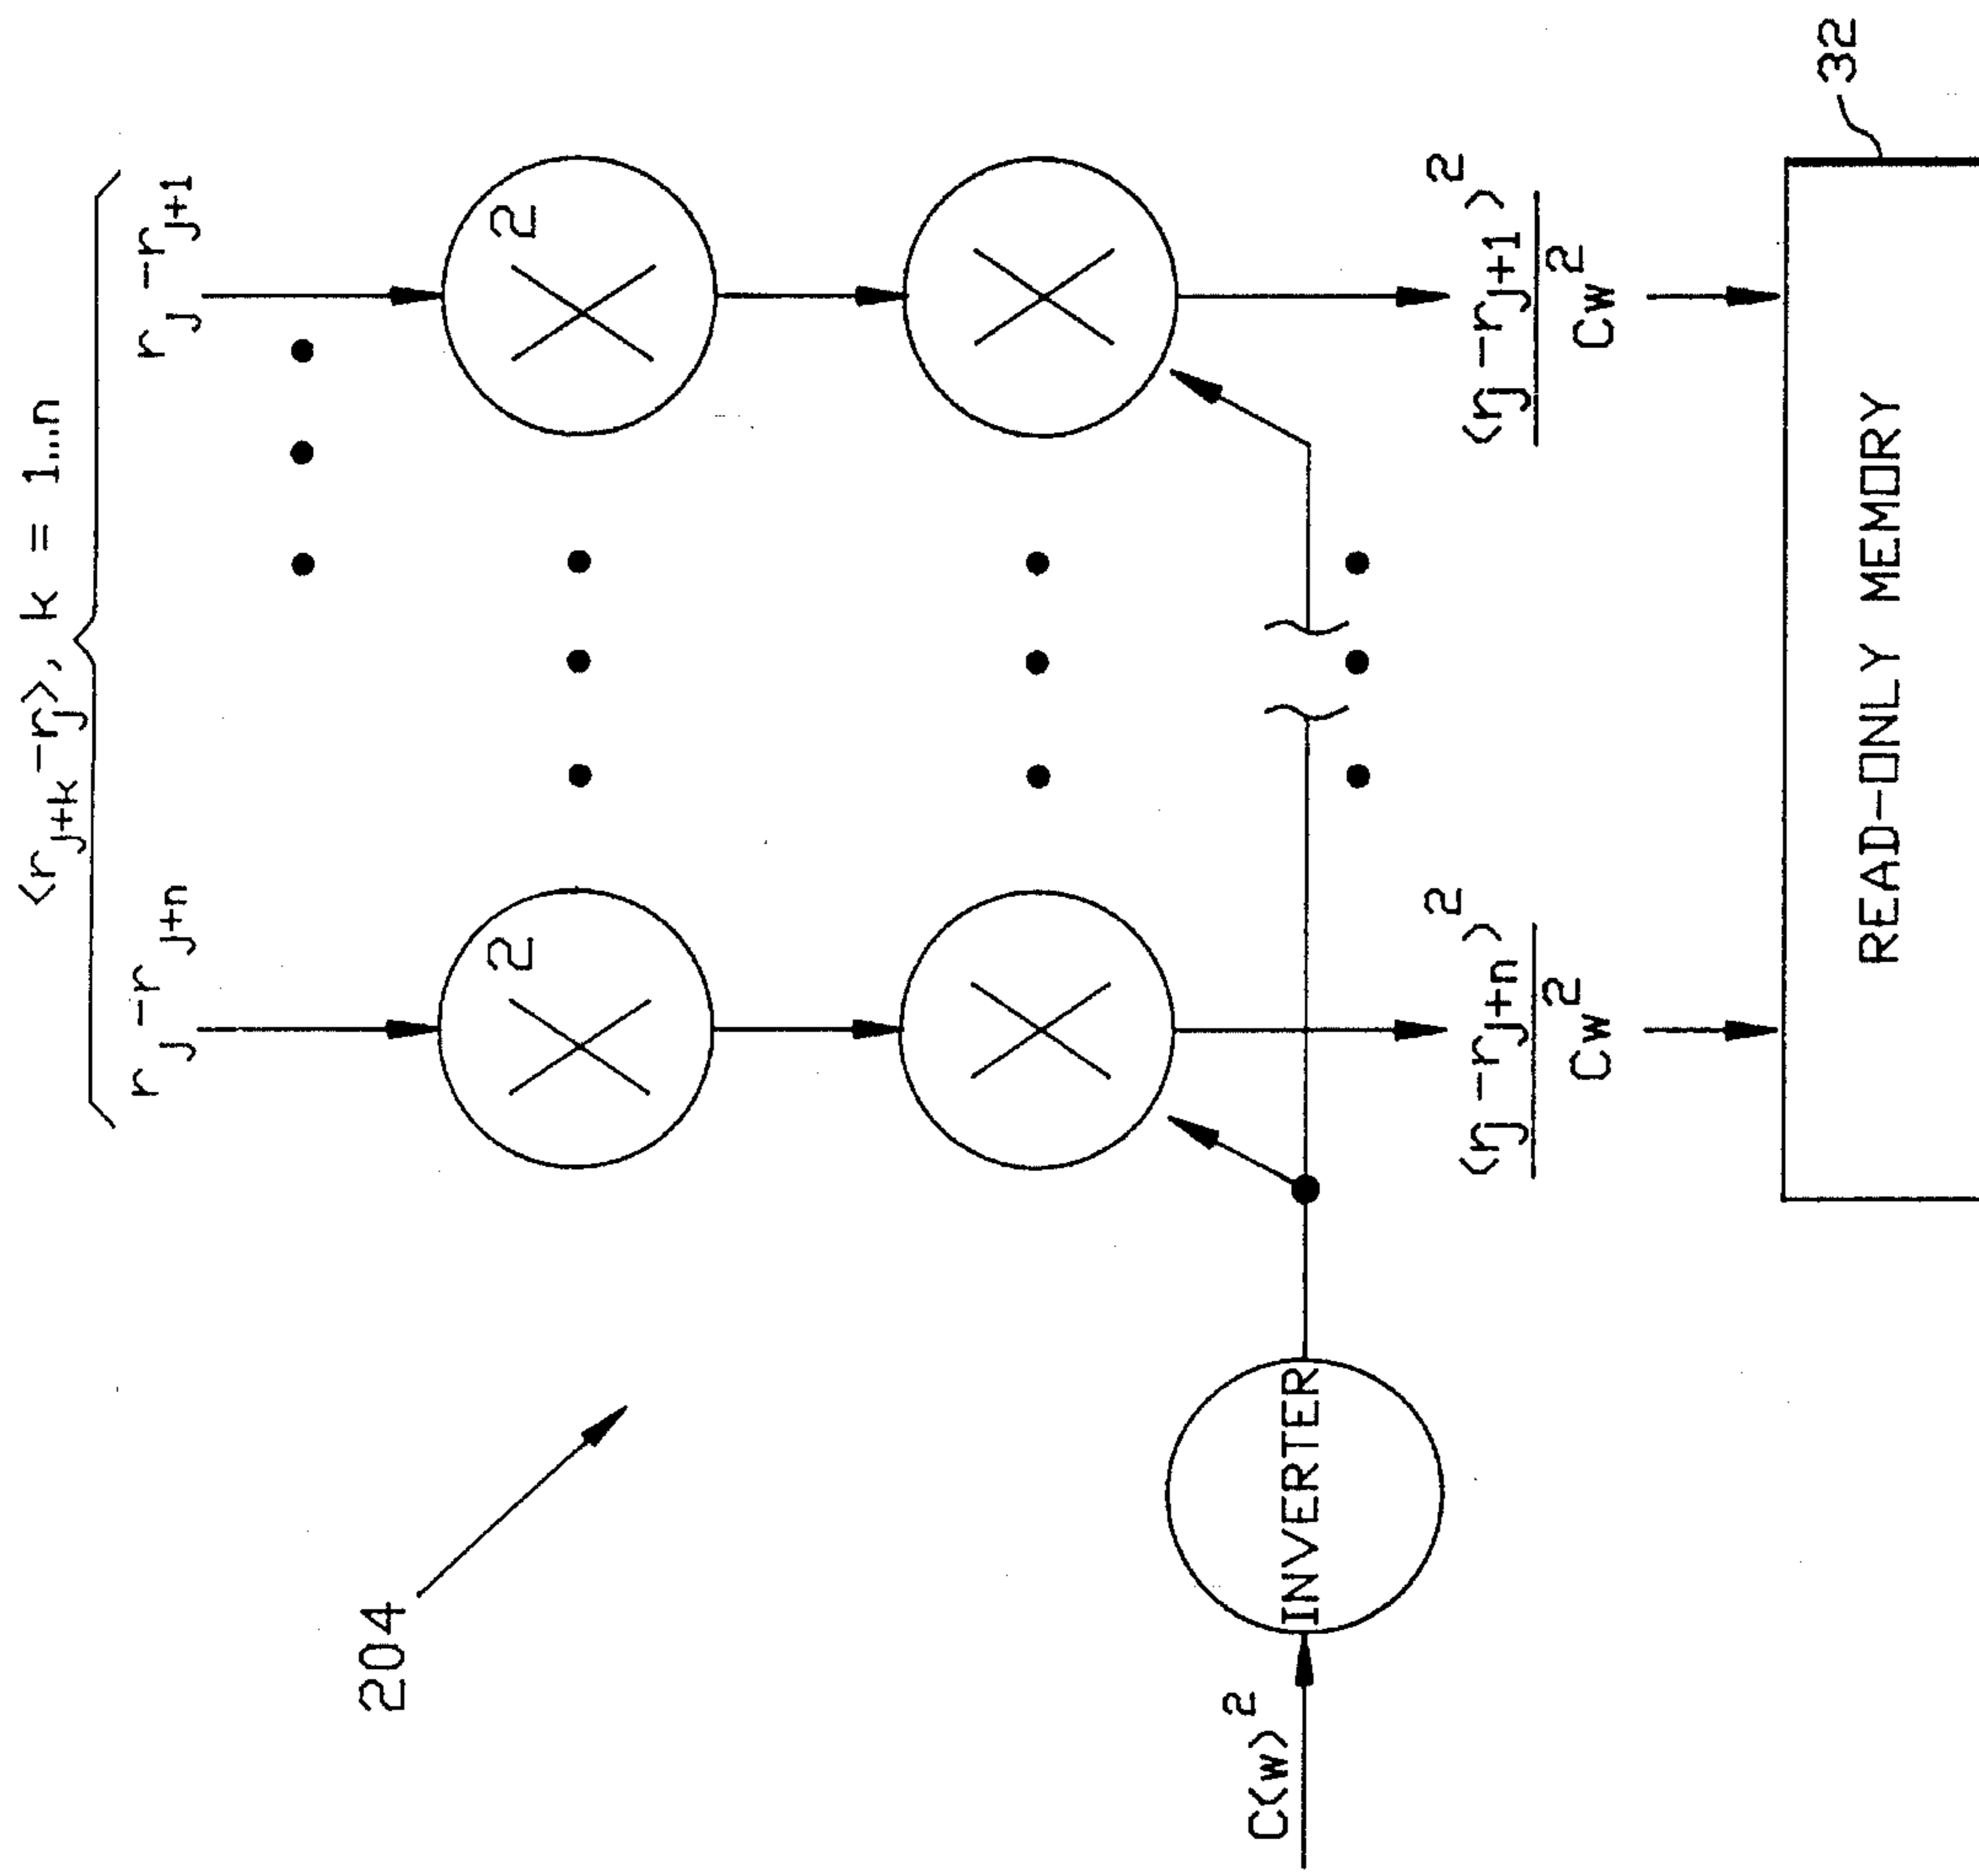 <r_{j+k}-r_j>, k = 1...n
r_j-r_{j+n}
r_j-r_{j+1}
X^2
X^2
X
X
204
C(w)^2
INVERTER
(r_j-r_{j+n})^2
Cw^2
(r_j-r_{j+1})^2
Cw^2
READ-ONLY MEMORY
32